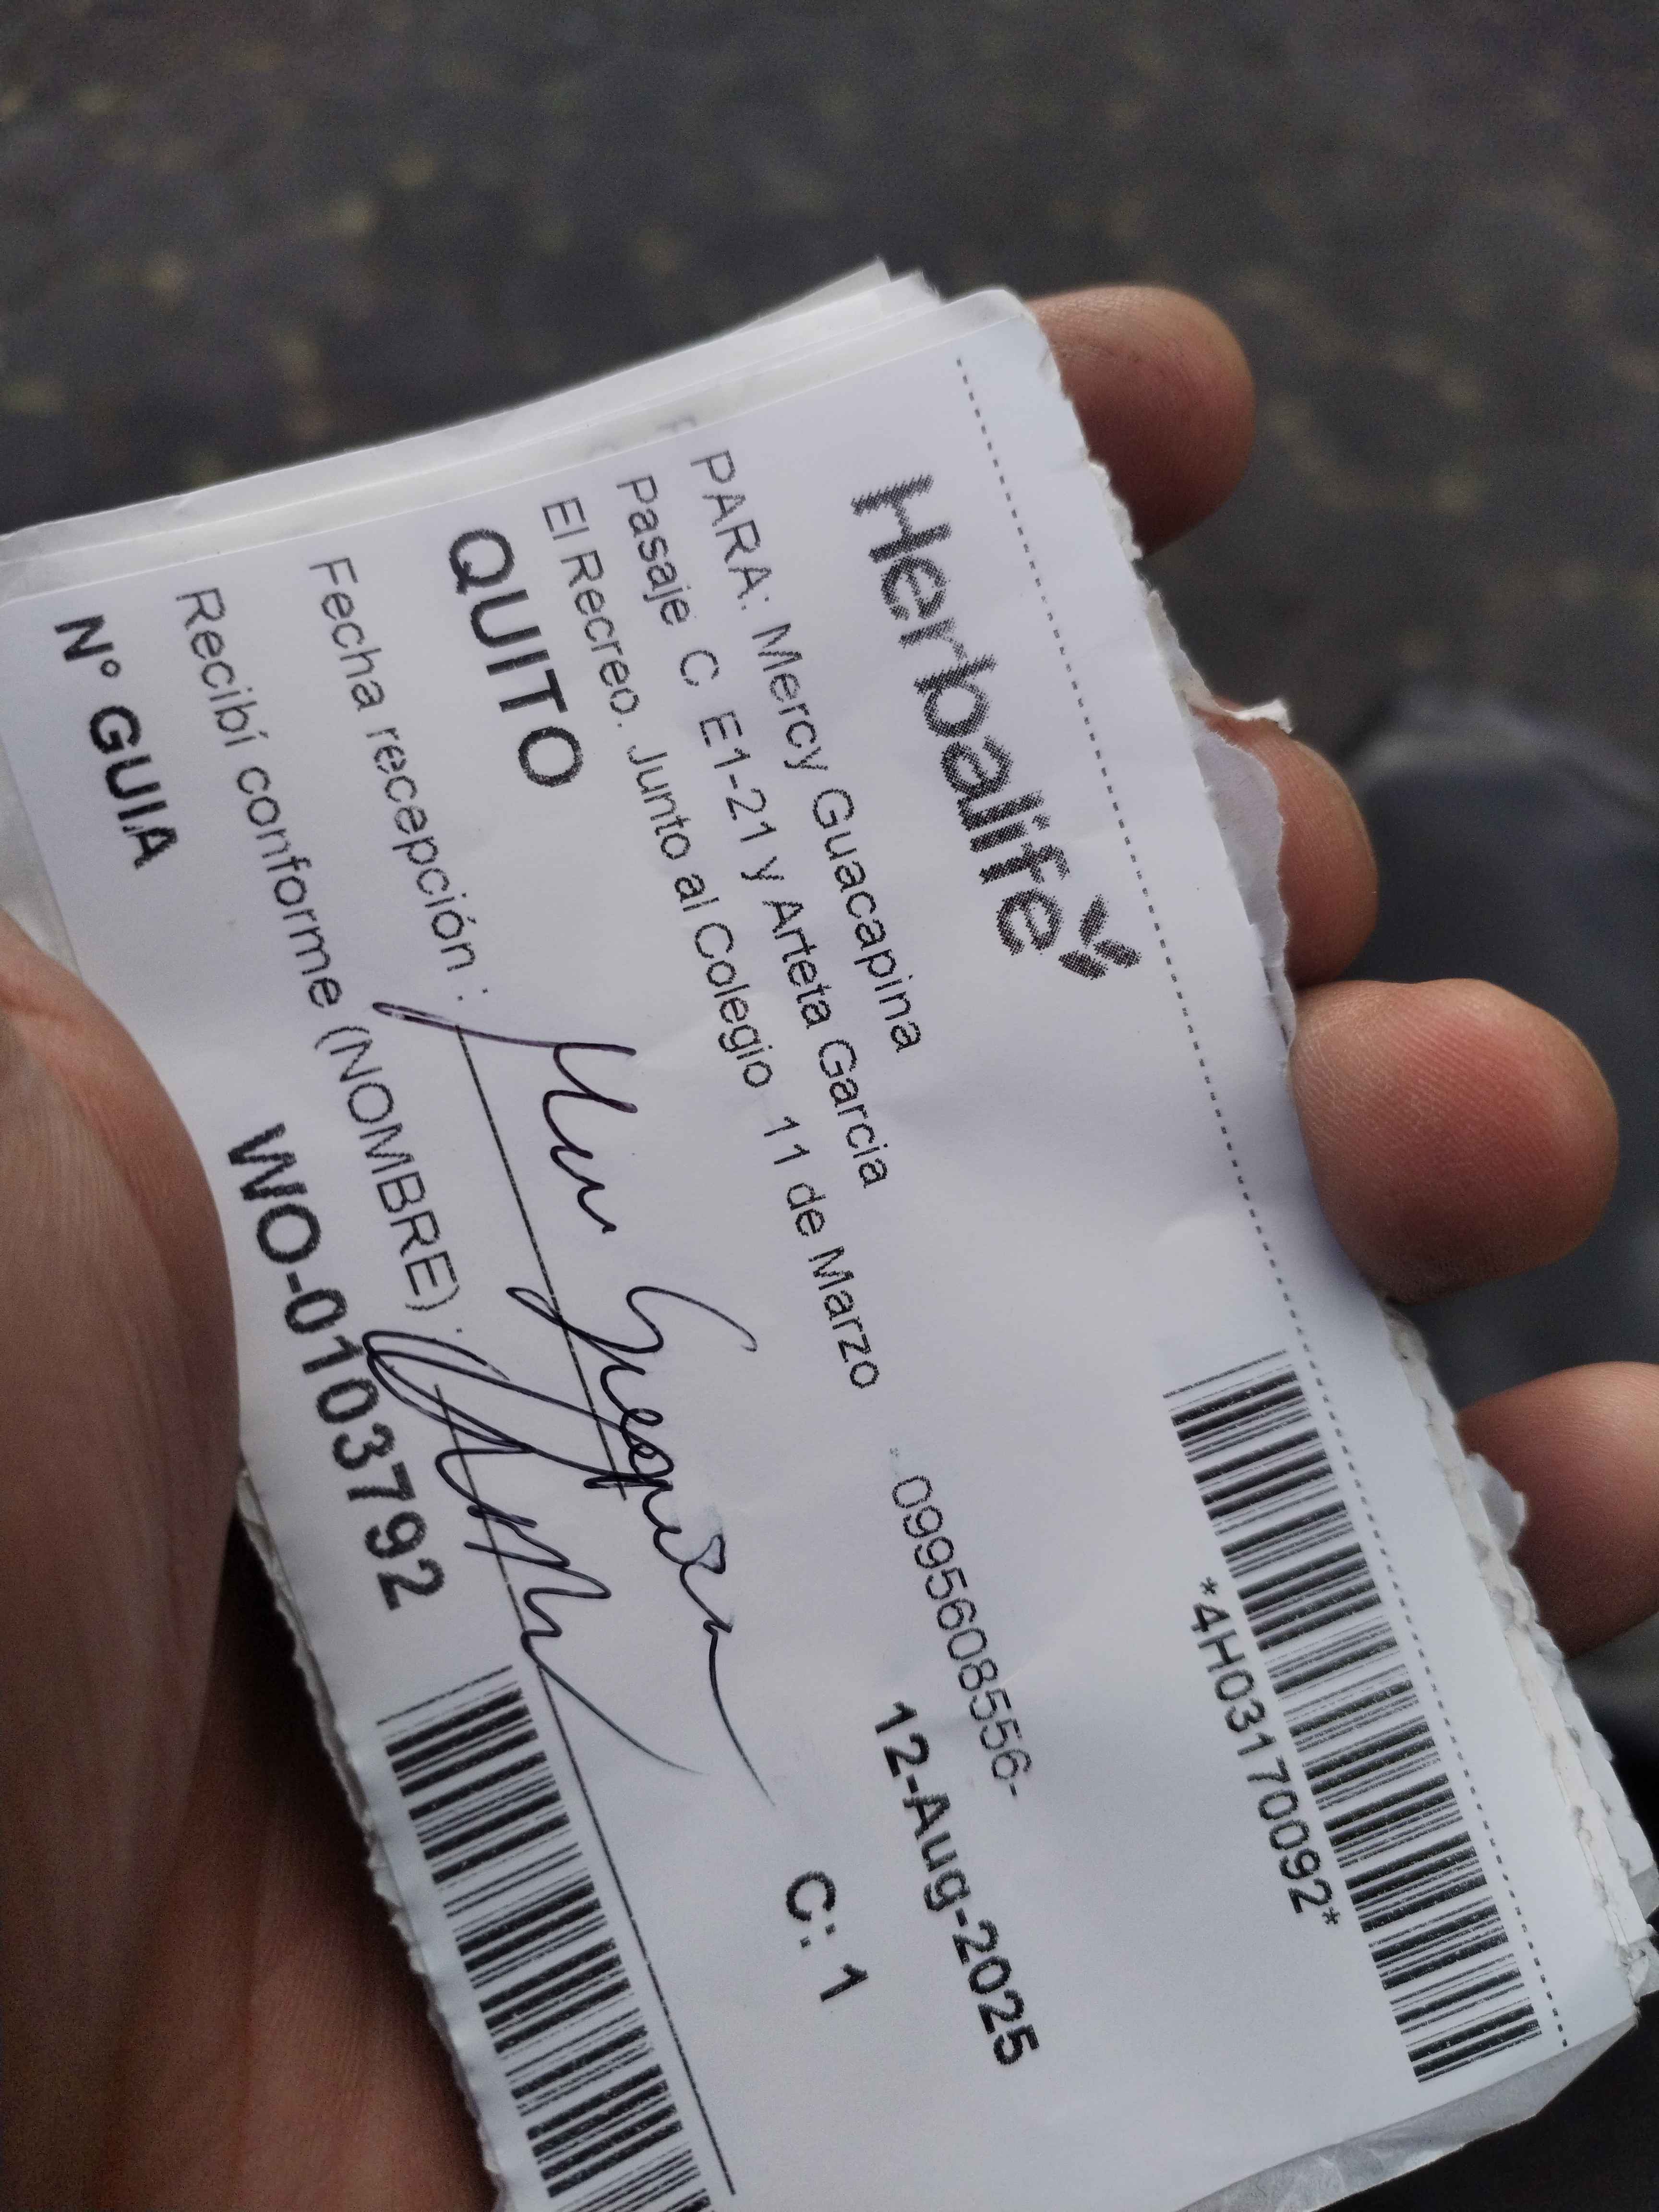 Herbalife
*4H03170092*
PARA: Mercy Guacapina
Pasaje C E1-21 y Arteta Garcia
El Recreo. Junto al Colegio 11 de Marzo
0995608556-
12-Aug-2025
QUITO
C: 1
Fecha recepción :
Recibí conforme (NOMBRE) :
N° GUIA
WO-0103792